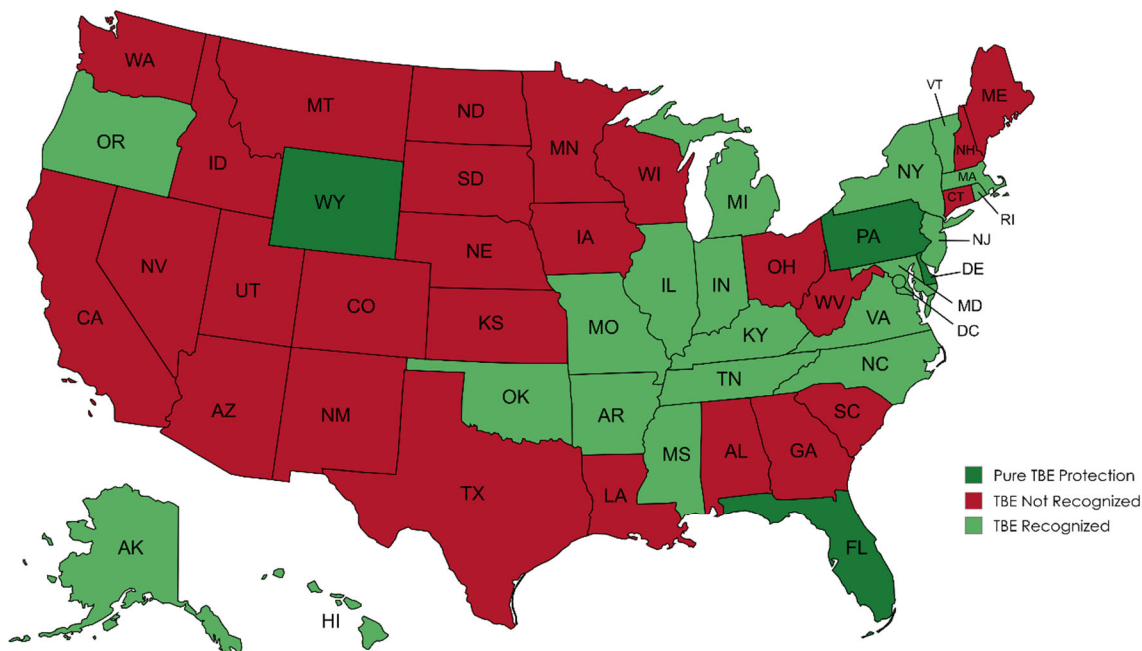 WA
MT
ND
MN
OR
ID
SD
WI
WY
MI
VT
ME
NH
NY
MA
CT
RI
NV
UT
NE
IA
PA
NJ
CA
CO
KS
MO
IL
IN
OH
WV
DE
MD
DC
VA
KY
NC
TN
AZ
NM
OK
AR
SC
MS
AL
GA
TX
LA
FL
AK
HI
Pure TBE Protection
TBE Not Recognized
TBE Recognized